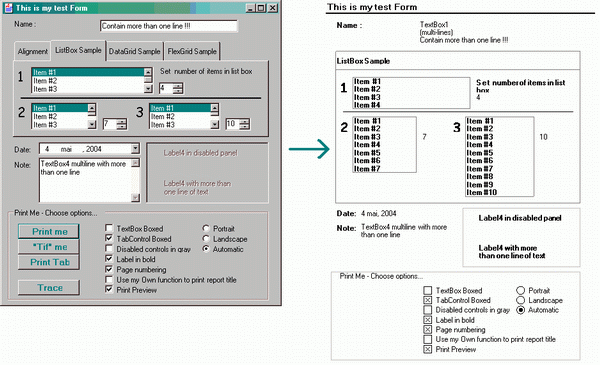 This is my test Form
Name :
Contain more than one line !!!
Alignment
ListBox Sample
DataGrid Sample
FlexGrid Sample
1
Item #1
Item #2
Item #3
Set number of items in list box
4
2
Item #1
Item #2
Item #3
7
3
Item #1
Item #2
Item #3
10
Date:
4 mai , 2004
Note:
TextBox4 multiline with more
than one line
Label4 in disabled panel
Label4 with more than
one line of text
Print Me - Choose options...
Print me
"Tif" me
Print Tab
Trace
TextBox Boxed
TabControl Boxed
Disabled controls in gray
Label in bold
Page numbering
Use my Own function to print report title
Print Preview
Portrait
Landscape
Automatic
This is my test Form
Name :
TextBox1
(multi-lines)
Contain more than one line !!!
ListBox Sample
1
Item #1
Item #2
Item #3
Item #4
Set number of items in list
box
4
2
Item #1
Item #2
Item #3
Item #4
Item #5
Item #6
Item #7
7
3
Item #1
Item #2
Item #3
Item #4
Item #5
Item #6
Item #7
Item #8
Item #9
Item #10
10
Date:
4 mai, 2004
Note:
TextBox4 multiline with more
than one line
Label4 in disabled panel
Label4 with more
than one line of text
Print Me - Choose options...
TextBox Boxed
TabControl Boxed
Disabled controls in gray
Label in bold
Page numbering
Use my Own function to print report title
Print Preview
Portrait
Landscape
Automatic